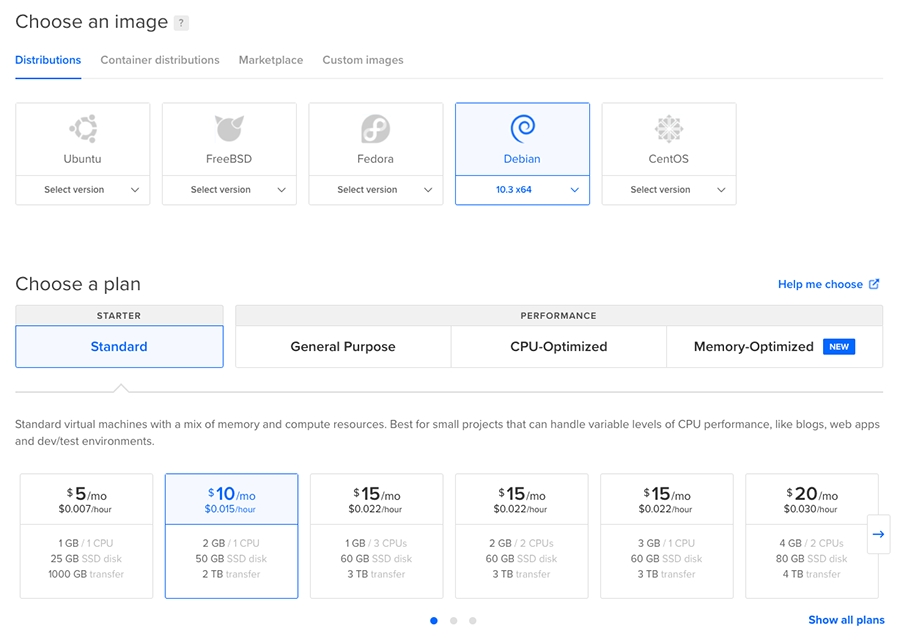 Choose an image ?
Distributions Container distributions Marketplace Custom images
Ubuntu FreeBSD Fedora Debian CentOS
Select version Select version Select version 10.3 x64 Select version
Choose a plan Help me choose
STARTER PERFORMANCE
Standard General Purpose CPU-Optimized Memory-Optimized NEW
Standard virtual machines with a mix of memory and compute resources. Best for small projects that can handle variable levels of CPU performance, like blogs, web apps
and dev/test environments.
$5/mo $10/mo $15/mo $15/mo $15/mo $20/mo
$0.007/hour $0.015/hour $0.022/hour $0.022/hour $0.022/hour $0.030/hour
1 GB / 1 CPU 2 GB / 1 CPU 1 GB / 3 CPUs 2 GB / 2 CPUs 3 GB / 1 CPU 4 GB / 2 CPUs
25 GB SSD disk 50 GB SSD disk 60 GB SSD disk 60 GB SSD disk 60 GB SSD disk 80 GB SSD disk
1000 GB transfer 2 TB transfer 3 TB transfer 3 TB transfer 3 TB transfer 4 TB transfer
Show all plans